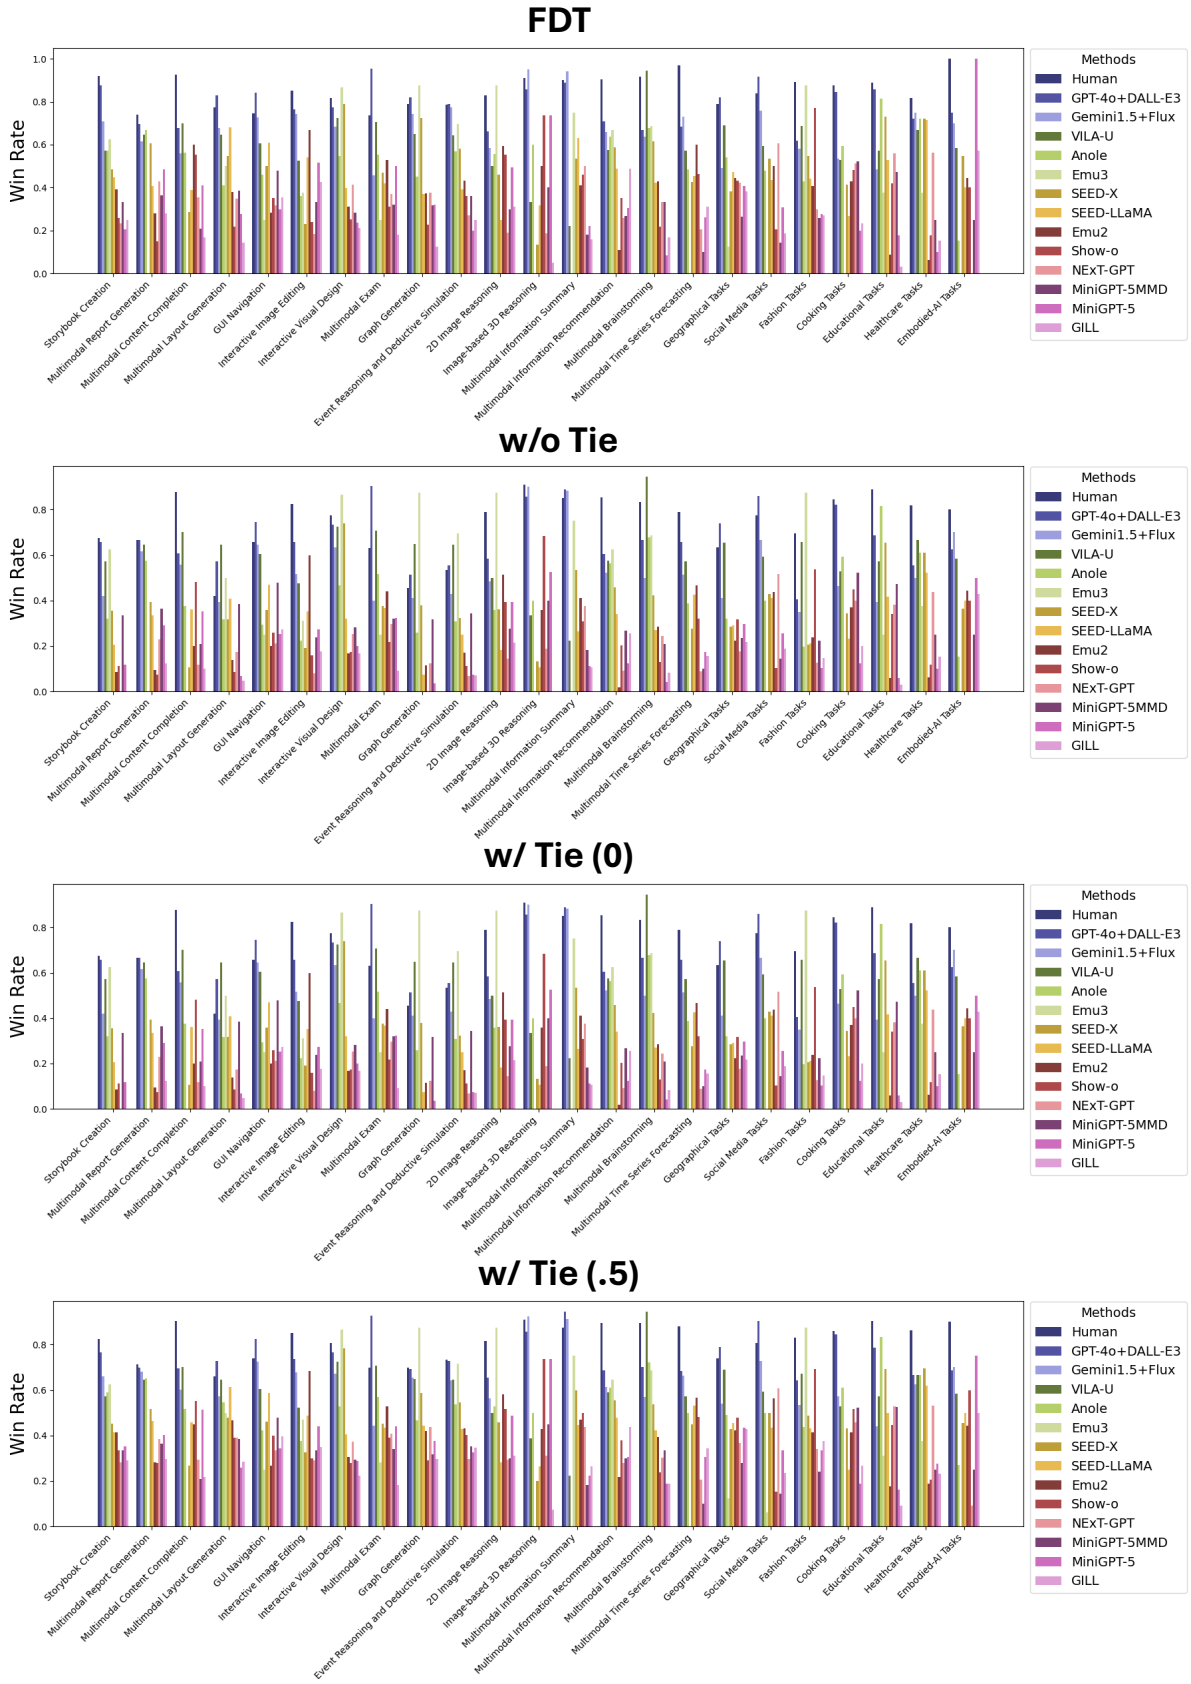 FDT
Win Rate
1.0
0.8
0.6
0.4
0.2
0.0
Storybook Creation
Multimodal Report Generation
Multimodal Content Completion
Multimodal Layout Generation
GUI Navigation
Interactive Image Editing
Interactive Visual Design
Multimodal Exam
Graph Generation
Event Reasoning and Deductive Simulation
2D Image Reasoning
Image-based 3D Reasoning
Multimodal Information Summary
Multimodal Information Recommendation
Multimodal Brainstorming
Multimodal Time Series Forecasting
Geographical Tasks
Social Media Tasks
Fashion Tasks
Cooking Tasks
Educational Tasks
Healthcare Tasks
Embodied-AI Tasks
Methods
Human
GPT-4o+DALL-E3
Gemini1.5+Flux
VILA-U
Anole
Emu3
SEED-X
SEED-LLaMA
Emu2
Show-o
NExT-GPT
MiniGPT-5MMD
MiniGPT-5
GILL
w/o Tie
Win Rate
0.8
0.6
0.4
0.2
0.0
Storybook Creation
Multimodal Report Generation
Multimodal Content Completion
Multimodal Layout Generation
GUI Navigation
Interactive Image Editing
Interactive Visual Design
Multimodal Exam
Graph Generation
Event Reasoning and Deductive Simulation
2D Image Reasoning
Image-based 3D Reasoning
Multimodal Information Summary
Multimodal Information Recommendation
Multimodal Brainstorming
Multimodal Time Series Forecasting
Geographical Tasks
Social Media Tasks
Fashion Tasks
Cooking Tasks
Educational Tasks
Healthcare Tasks
Embodied-AI Tasks
Methods
Human
GPT-4o+DALL-E3
Gemini1.5+Flux
VILA-U
Anole
Emu3
SEED-X
SEED-LLaMA
Emu2
Show-o
NExT-GPT
MiniGPT-5MMD
MiniGPT-5
GILL
w/ Tie (0)
Win Rate
0.8
0.6
0.4
0.2
0.0
Storybook Creation
Multimodal Report Generation
Multimodal Content Completion
Multimodal Layout Generation
GUI Navigation
Interactive Image Editing
Interactive Visual Design
Multimodal Exam
Graph Generation
Event Reasoning and Deductive Simulation
2D Image Reasoning
Image-based 3D Reasoning
Multimodal Information Summary
Multimodal Information Recommendation
Multimodal Brainstorming
Multimodal Time Series Forecasting
Geographical Tasks
Social Media Tasks
Fashion Tasks
Cooking Tasks
Educational Tasks
Healthcare Tasks
Embodied-AI Tasks
Methods
Human
GPT-4o+DALL-E3
Gemini1.5+Flux
VILA-U
Anole
Emu3
SEED-X
SEED-LLaMA
Emu2
Show-o
NExT-GPT
MiniGPT-5MMD
MiniGPT-5
GILL
w/ Tie (.5)
Win Rate
0.8
0.6
0.4
0.2
0.0
Storybook Creation
Multimodal Report Generation
Multimodal Content Completion
Multimodal Layout Generation
GUI Navigation
Interactive Image Editing
Interactive Visual Design
Multimodal Exam
Graph Generation
Event Reasoning and Deductive Simulation
2D Image Reasoning
Image-based 3D Reasoning
Multimodal Information Summary
Multimodal Information Recommendation
Multimodal Brainstorming
Multimodal Time Series Forecasting
Geographical Tasks
Social Media Tasks
Fashion Tasks
Cooking Tasks
Educational Tasks
Healthcare Tasks
Embodied-AI Tasks
Methods
Human
GPT-4o+DALL-E3
Gemini1.5+Flux
VILA-U
Anole
Emu3
SEED-X
SEED-LLaMA
Emu2
Show-o
NExT-GPT
MiniGPT-5MMD
MiniGPT-5
GILL